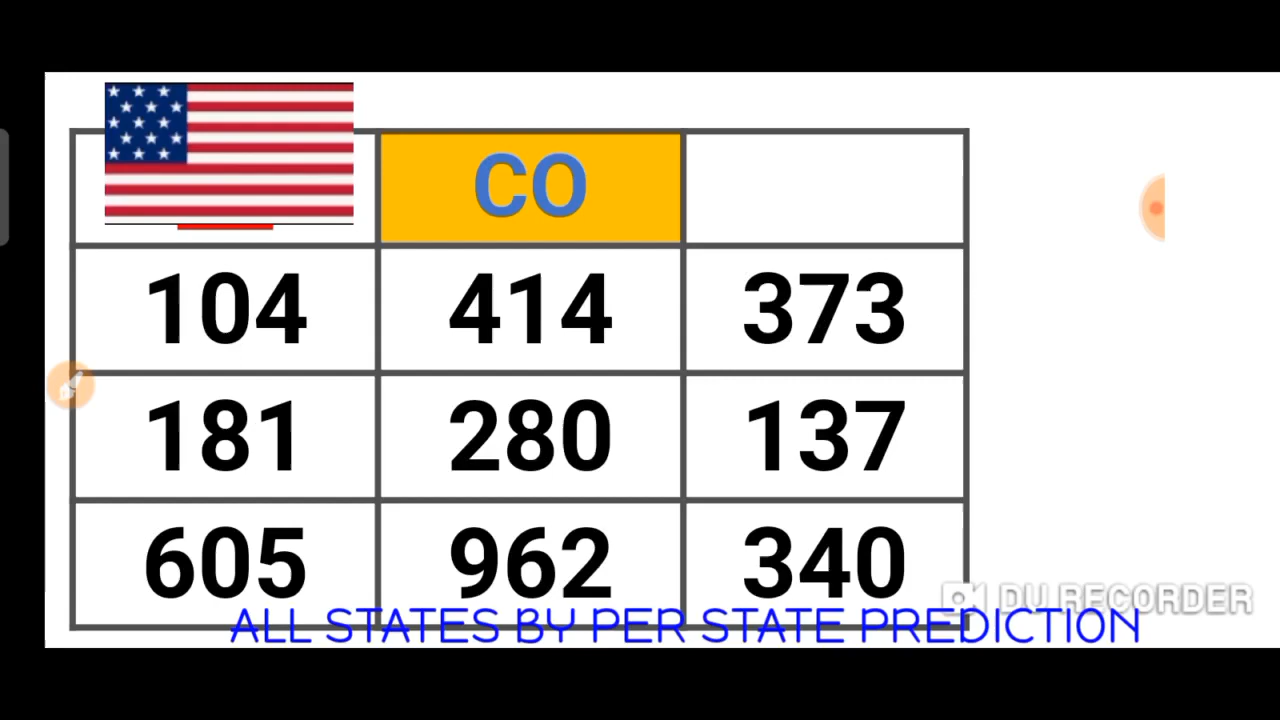 CO
104 414 373
181 280 137
605 962 340
DU RECORDER
ALL STATES BY PER STATE PREDICTION